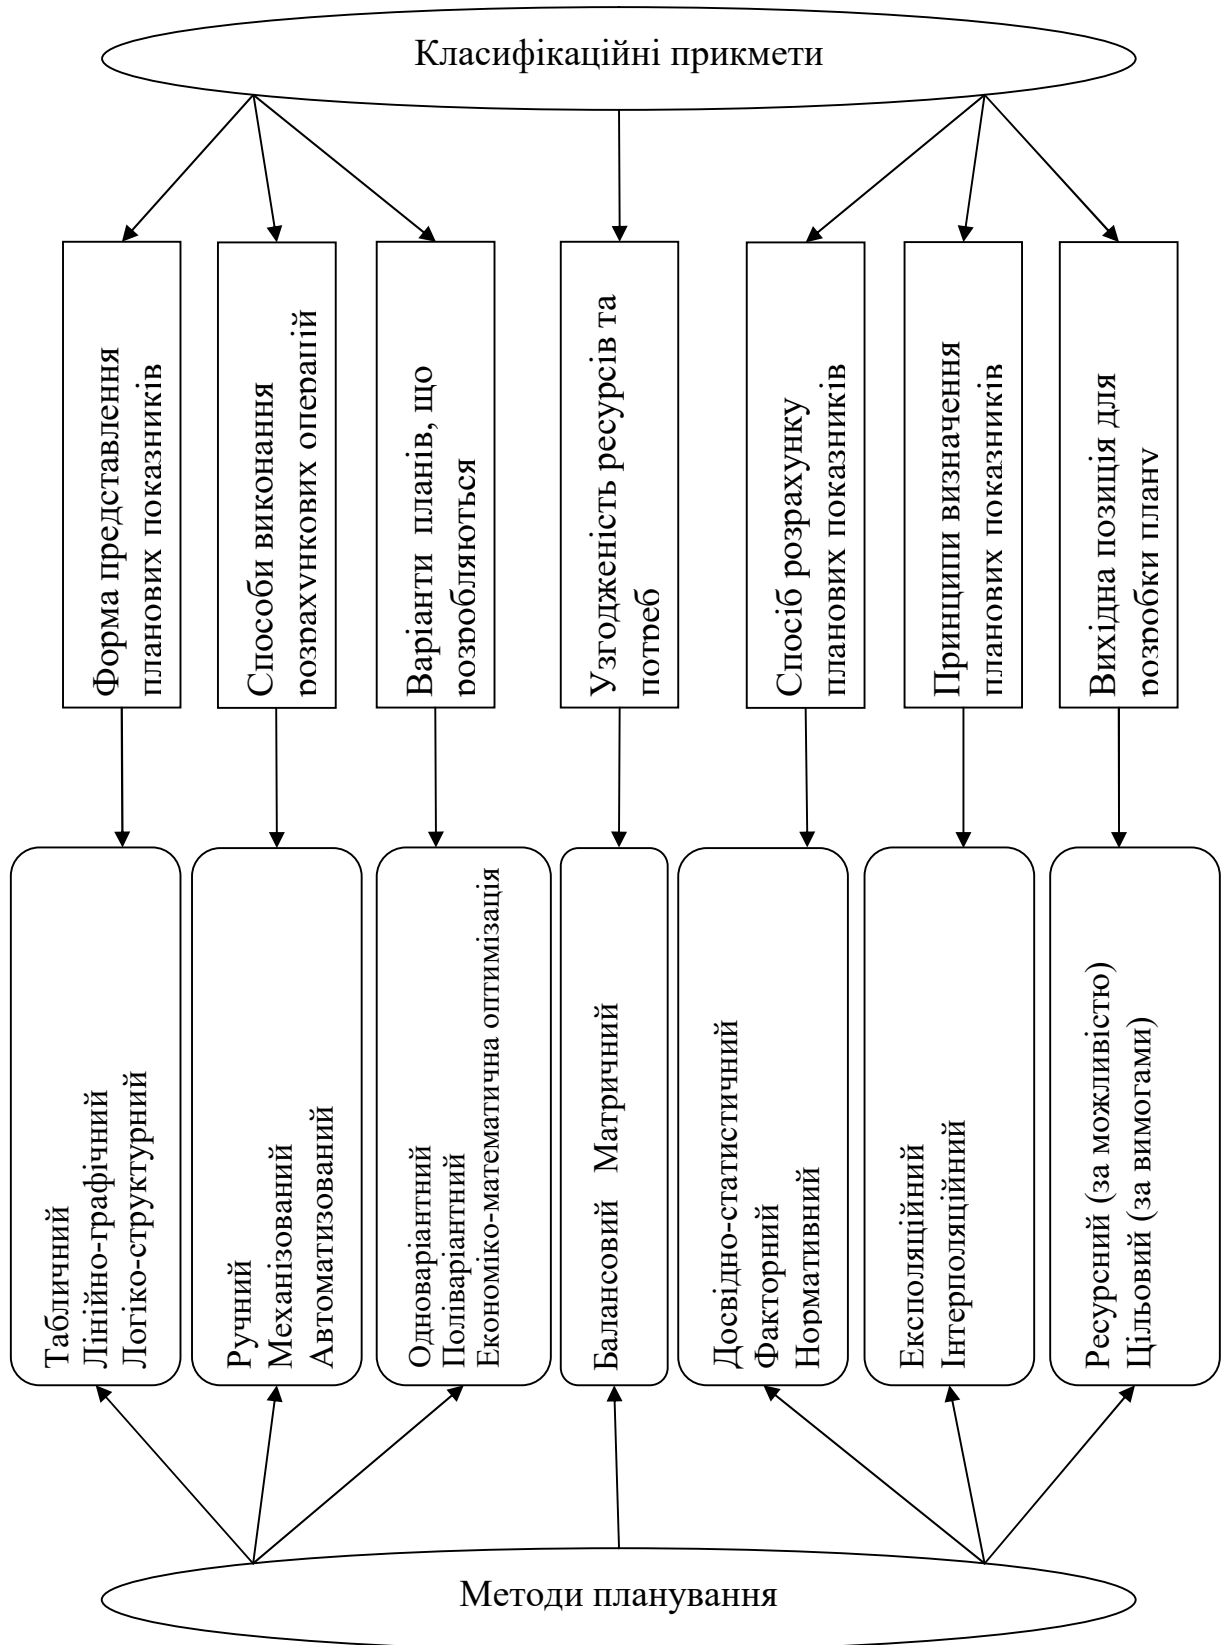 Класифікаційні прикмети
Форма представлення
планових показників
Способи виконання
розрахункових операцій
Варіанти планів, що
розробляються
Узгодженість ресурсів та
потреб
Спосіб розрахунку
планових показників
Принципи визначення
планових показників
Вихідна позиція для
розробки плану
Табличний
Лінійно-графічний
Логіко-структурний
Ручний
Механізований
Автоматизований
Одноваріантний
Поліваріантний
Економіко-математична оптимізація
Балансовий Матричний
Досвідно-статистичний
Факторний
Нормативний
Експоляційний
Інтерполяційний
Ресурсний (за можливістю)
Цільовий (за вимогами)
Методи планування